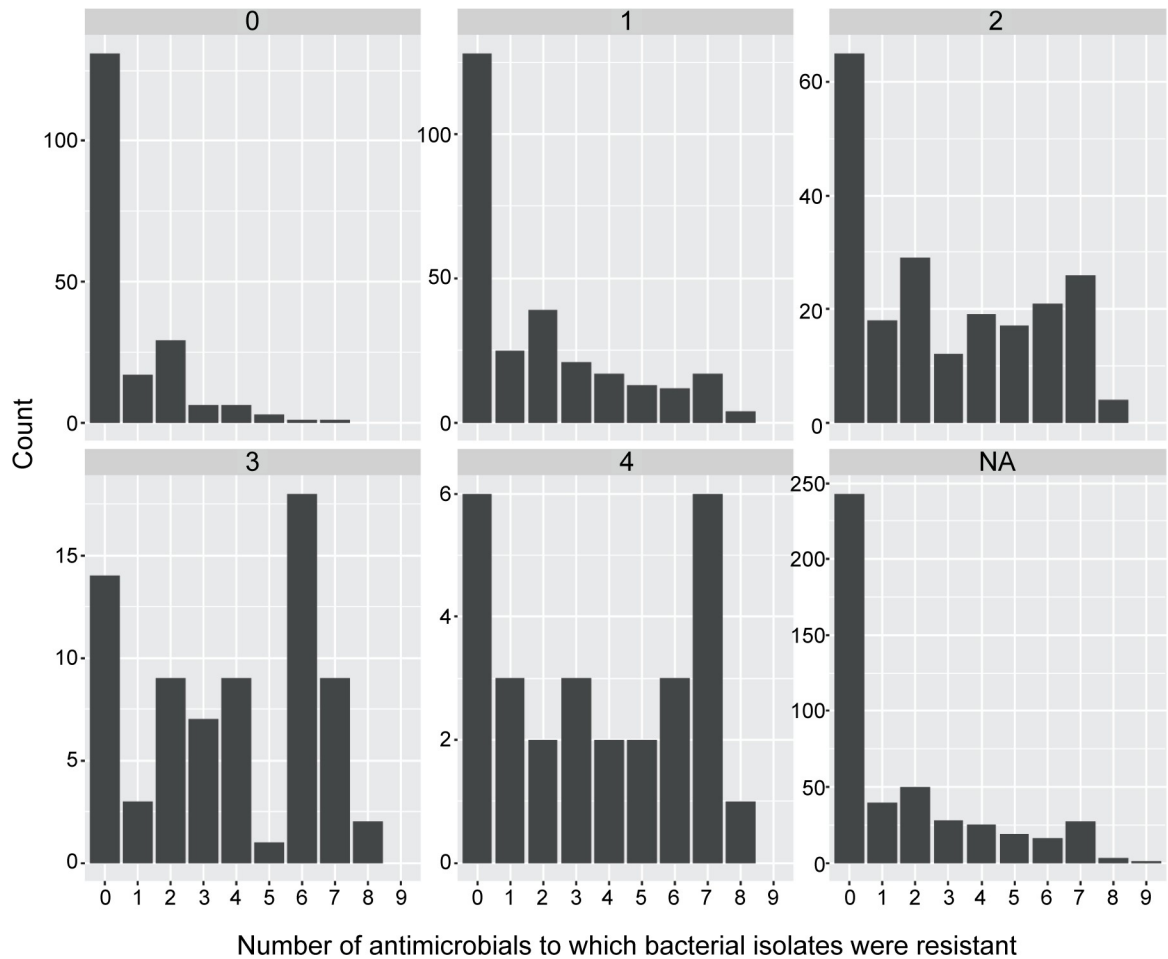 0 1 2
100 100 60
40
50 50
20
0 0 0
Count
3 4 NA
15 6 250
200
10 4 150
100
5 2
50
0 0 0
0 1 2 3 4 5 6 7 8 9 0 1 2 3 4 5 6 7 8 9 0 1 2 3 4 5 6 7 8 9
Number of antimicrobials to which bacterial isolates were resistant